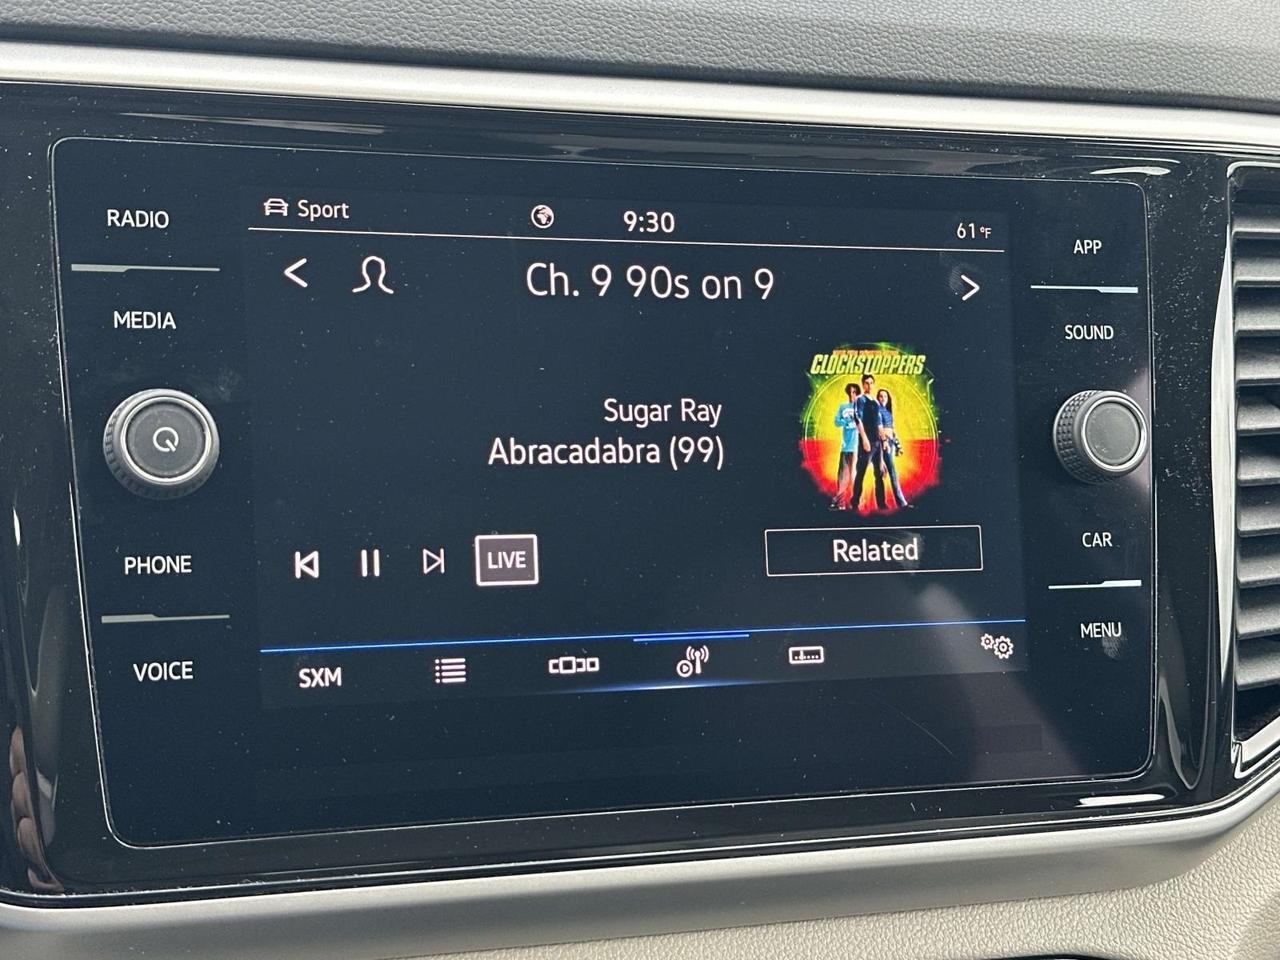 RADIO
MEDIA
PHONE
VOICE
Sport
9:30
61°F
Ch. 9 90s on 9
CLOCKSTOPPERS
Sugar Ray
Abracadabra (99)
LIVE
Related
SXM
APP
SOUND
CAR
MENU